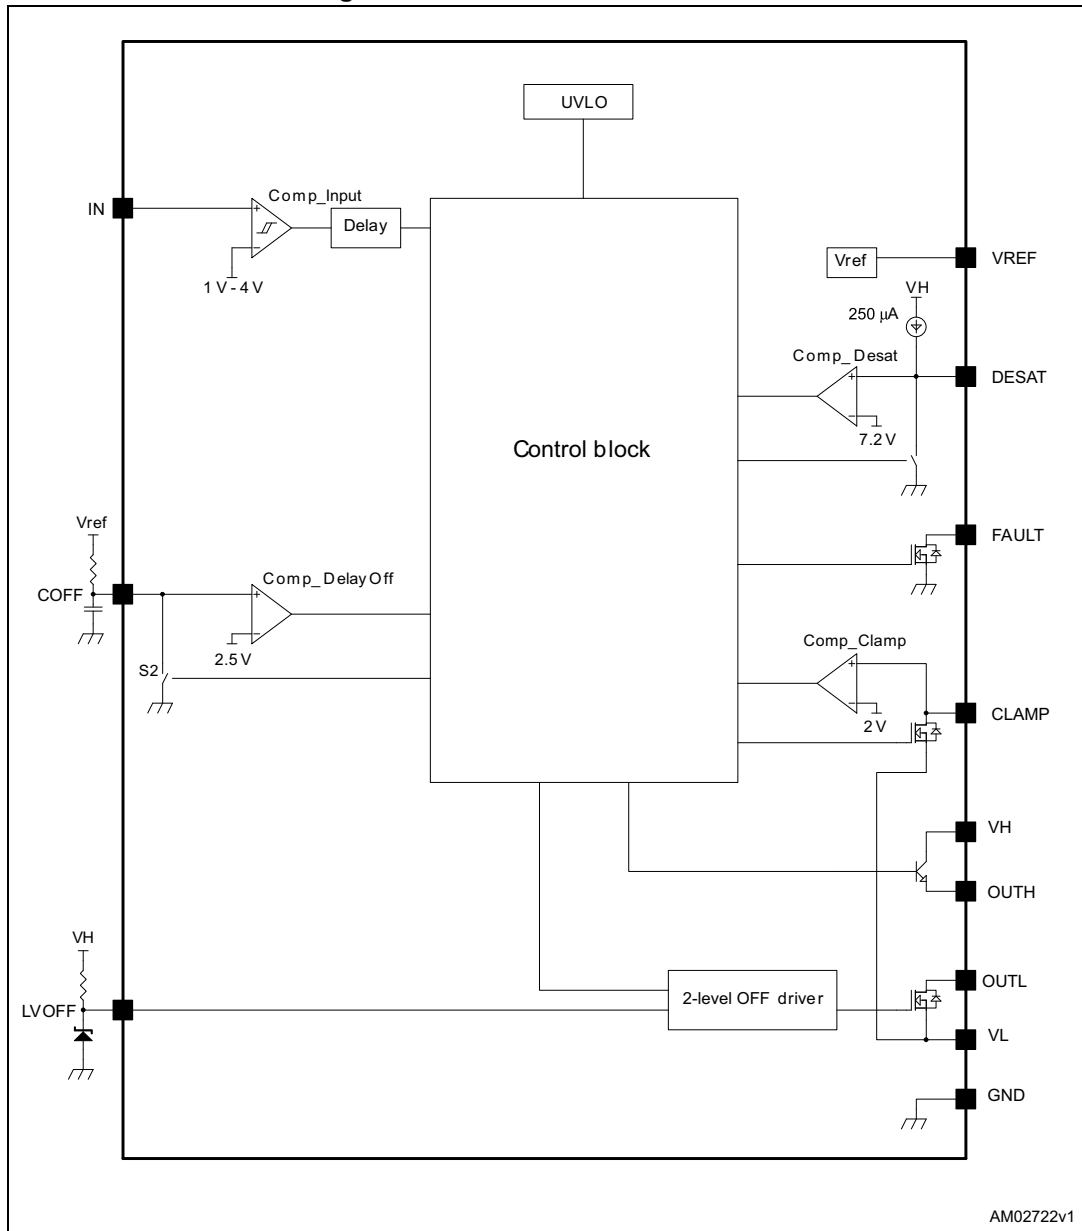 UVLO
Comp_Input
IN
Delay
1 V - 4 V
Vref
VREF
VH
250 µA
Comp_Desat
DESAT
7.2 V
Control block
Vref
FAULT
COFF
Comp_DelayOff
2.5 V
S2
Comp_Clamp
2 V
CLAMP
VH
OUTH
VH
LVOFF
2-level OFF driver
OUTL
VL
GND
AM02722v1